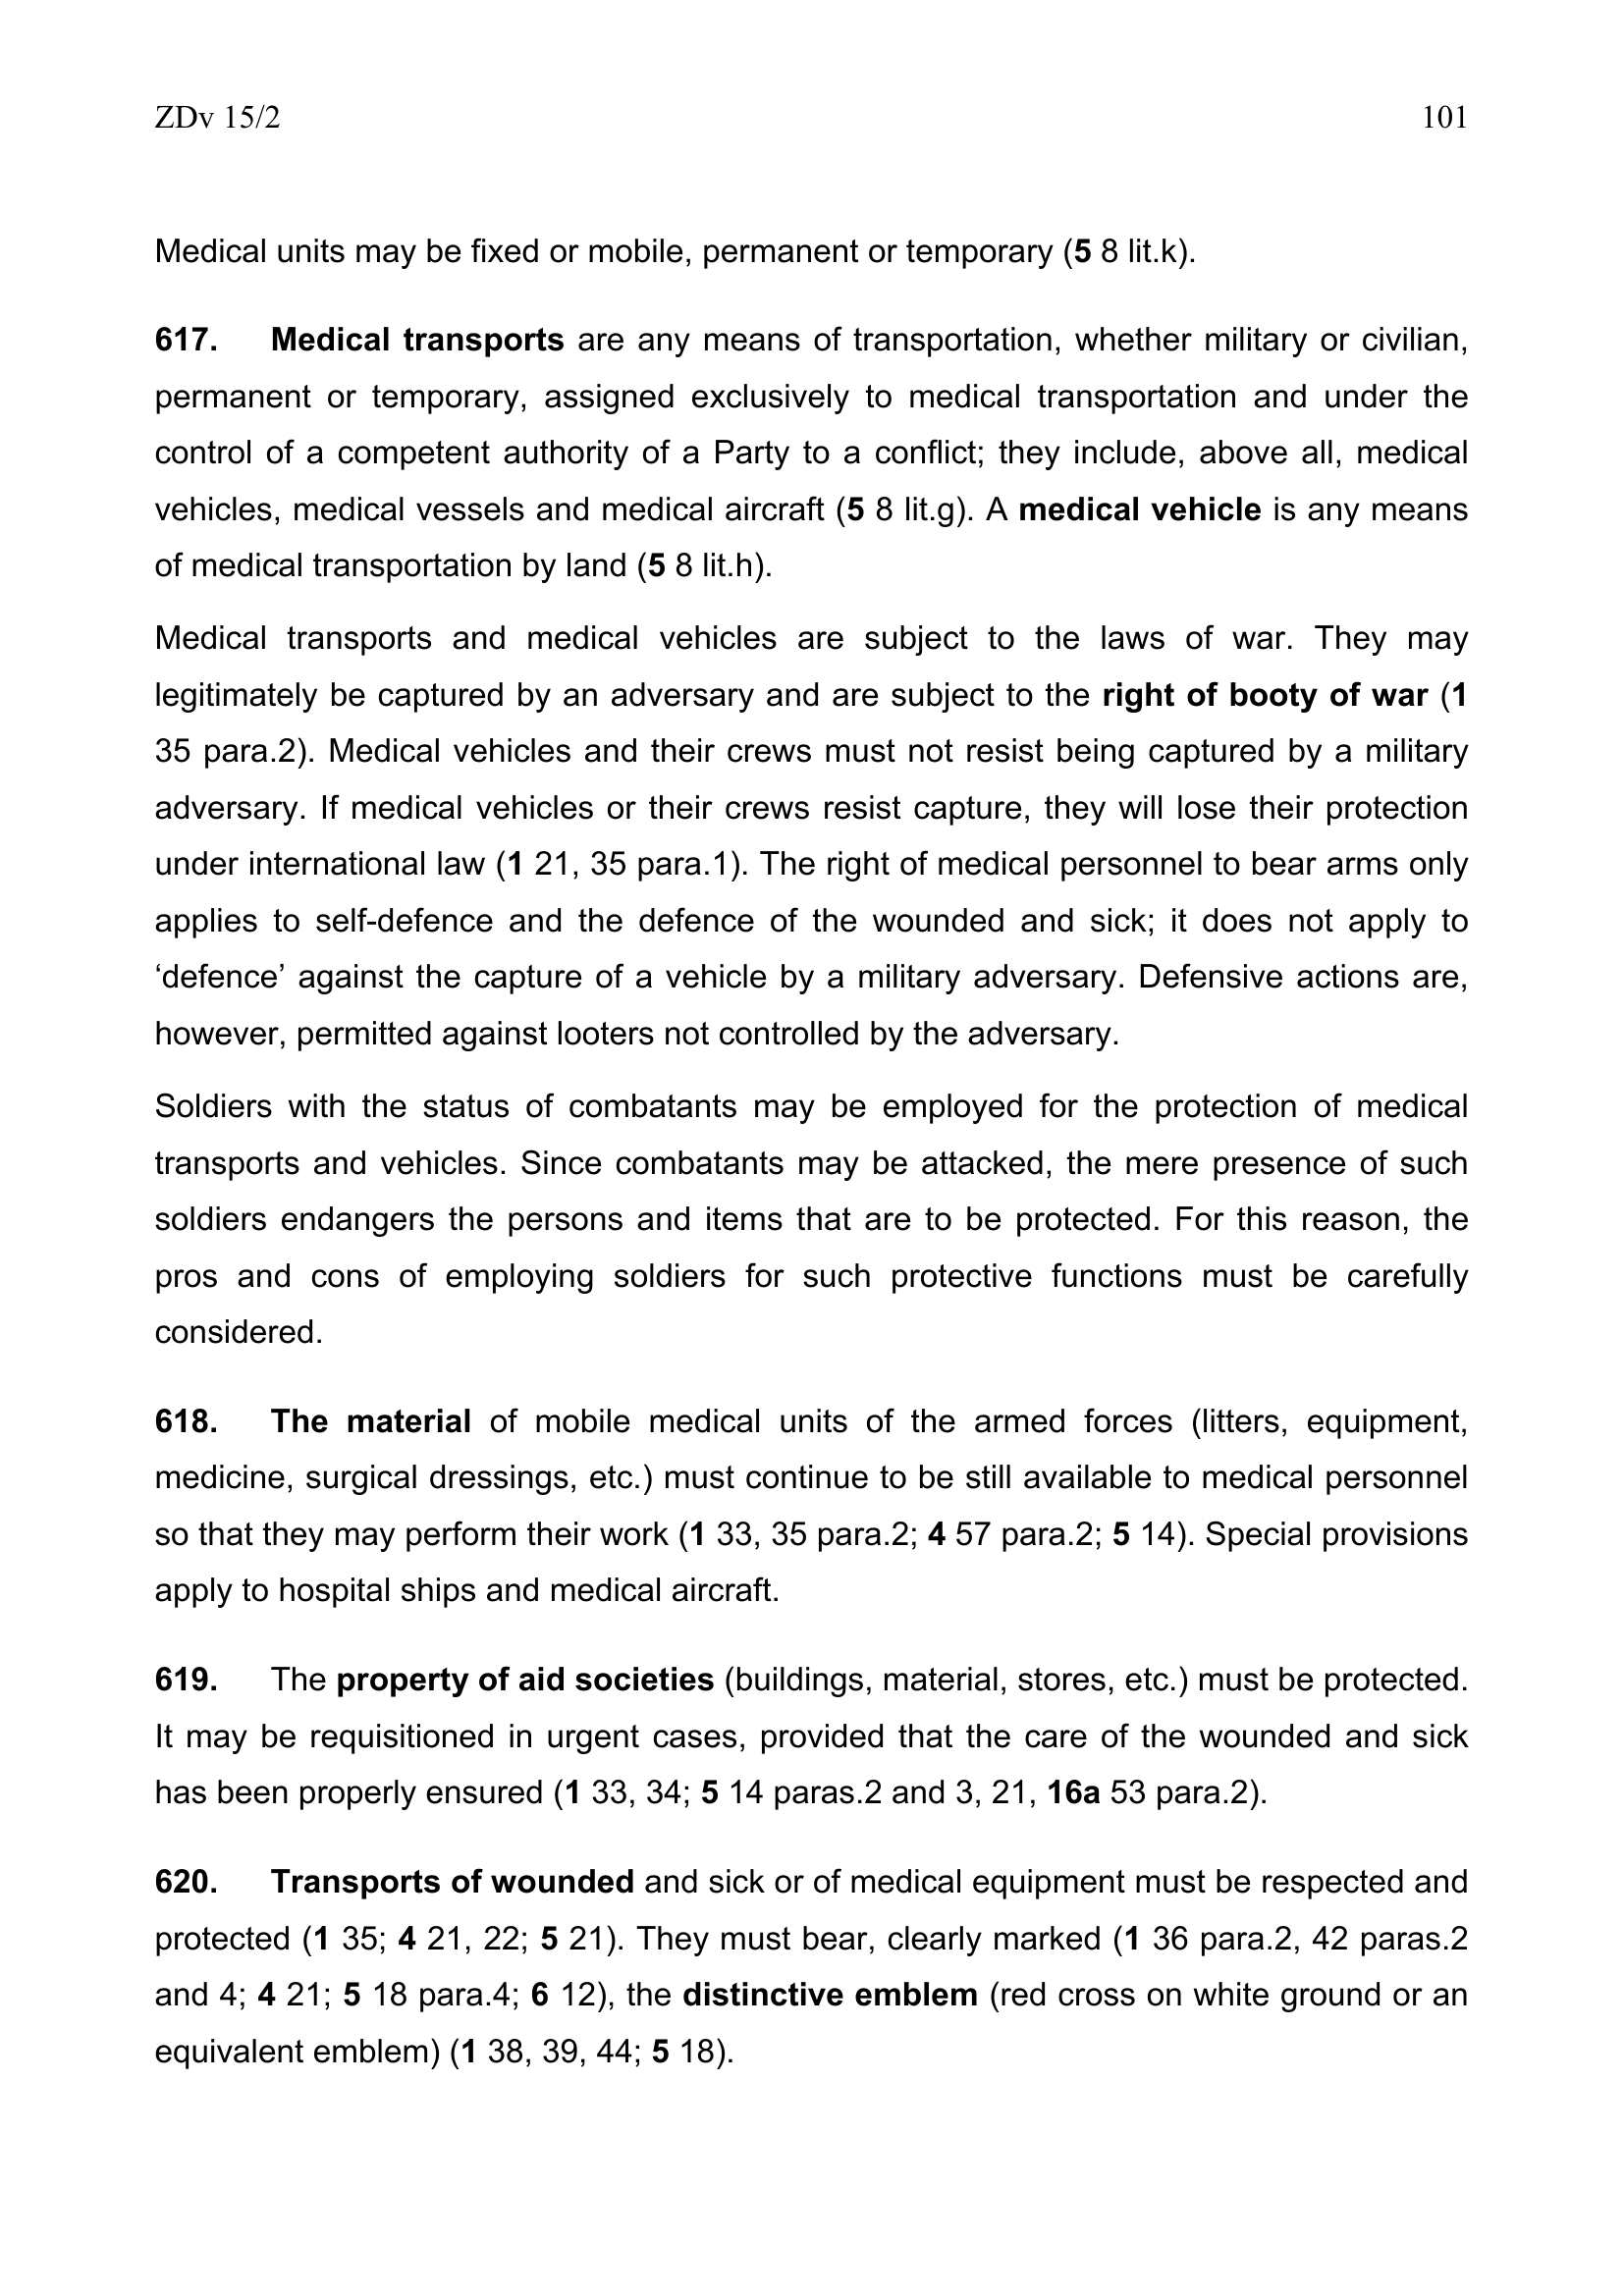 ZDv 15/2 101
Medical units may be fixed or mobile, permanent or temporary (5 8 lit.k).
617. Medical transports are any means of transportation, whether military or civilian,
permanent or temporary, assigned exclusively to medical transportation and under the
control of a competent authority of a Party to a conflict; they include, above all, medical
vehicles, medical vessels and medical aircraft (5 8 lit.g). A medical vehicle is any means
of medical transportation by land (5 8 lit.h).
Medical transports and medical vehicles are subject to the laws of war. They may
legitimately be captured by an adversary and are subject to the right of booty of war (1
35 para.2). Medical vehicles and their crews must not resist being captured by a military
adversary. If medical vehicles or their crews resist capture, they will lose their protection
under international law (1 21, 35 para.1). The right of medical personnel to bear arms only
applies to self-defence and the defence of the wounded and sick; it does not apply to
‘defence’ against the capture of a vehicle by a military adversary. Defensive actions are,
however, permitted against looters not controlled by the adversary.
Soldiers with the status of combatants may be employed for the protection of medical
transports and vehicles. Since combatants may be attacked, the mere presence of such
soldiers endangers the persons and items that are to be protected. For this reason, the
pros and cons of employing soldiers for such protective functions must be carefully
considered.
618. The material of mobile medical units of the armed forces (litters, equipment,
medicine, surgical dressings, etc.) must continue to be still available to medical personnel
so that they may perform their work (1 33, 35 para.2; 4 57 para.2; 5 14). Special provisions
apply to hospital ships and medical aircraft.
619. The property of aid societies (buildings, material, stores, etc.) must be protected.
It may be requisitioned in urgent cases, provided that the care of the wounded and sick
has been properly ensured (1 33, 34; 5 14 paras.2 and 3, 21, 16a 53 para.2).
620. Transports of wounded and sick or of medical equipment must be respected and
protected (1 35; 4 21, 22; 5 21). They must bear, clearly marked (1 36 para.2, 42 paras.2
and 4; 4 21; 5 18 para.4; 6 12), the distinctive emblem (red cross on white ground or an
equivalent emblem) (1 38, 39, 44; 5 18).